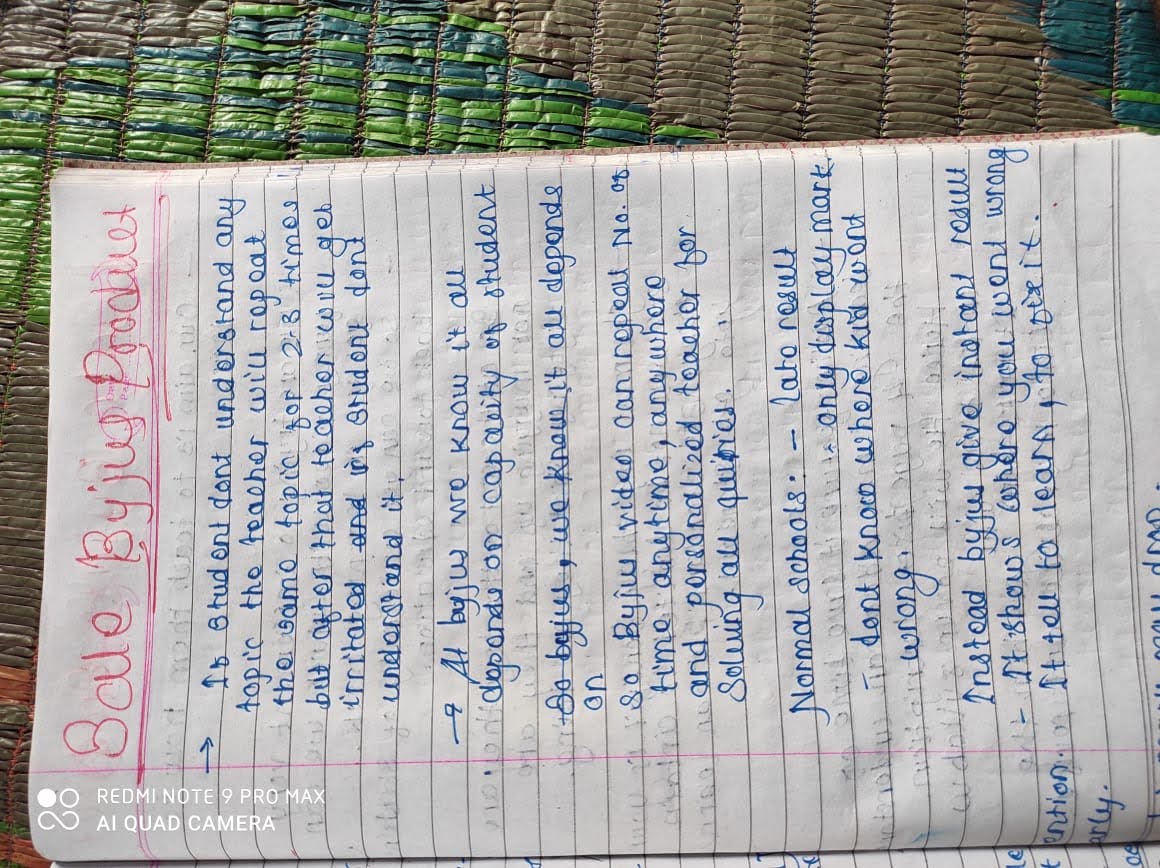 Sale Byjus Product
→ If student dont understand any
topic the teacher will repeat
the same topic for 2-3 times
but after that teacher will get
irritated and if student dont
understand it.
→ At byjus we know it all
depends on capacity of student
So byjus, we know it all depends
on
So Byjus video can repeat No. of
time anytime, anywhere
and personalized teacher for
Solving all quiries.
Normal Schools: - late result
- only display mark.
- dont know where kid went
wrong.
Instead byjus give instant result
- It shows where you went wrong
ention. It tell to learn, to fix it.
arly.
may drop.
REDMI NOTE 9 PRO MAX
AI QUAD CAMERA